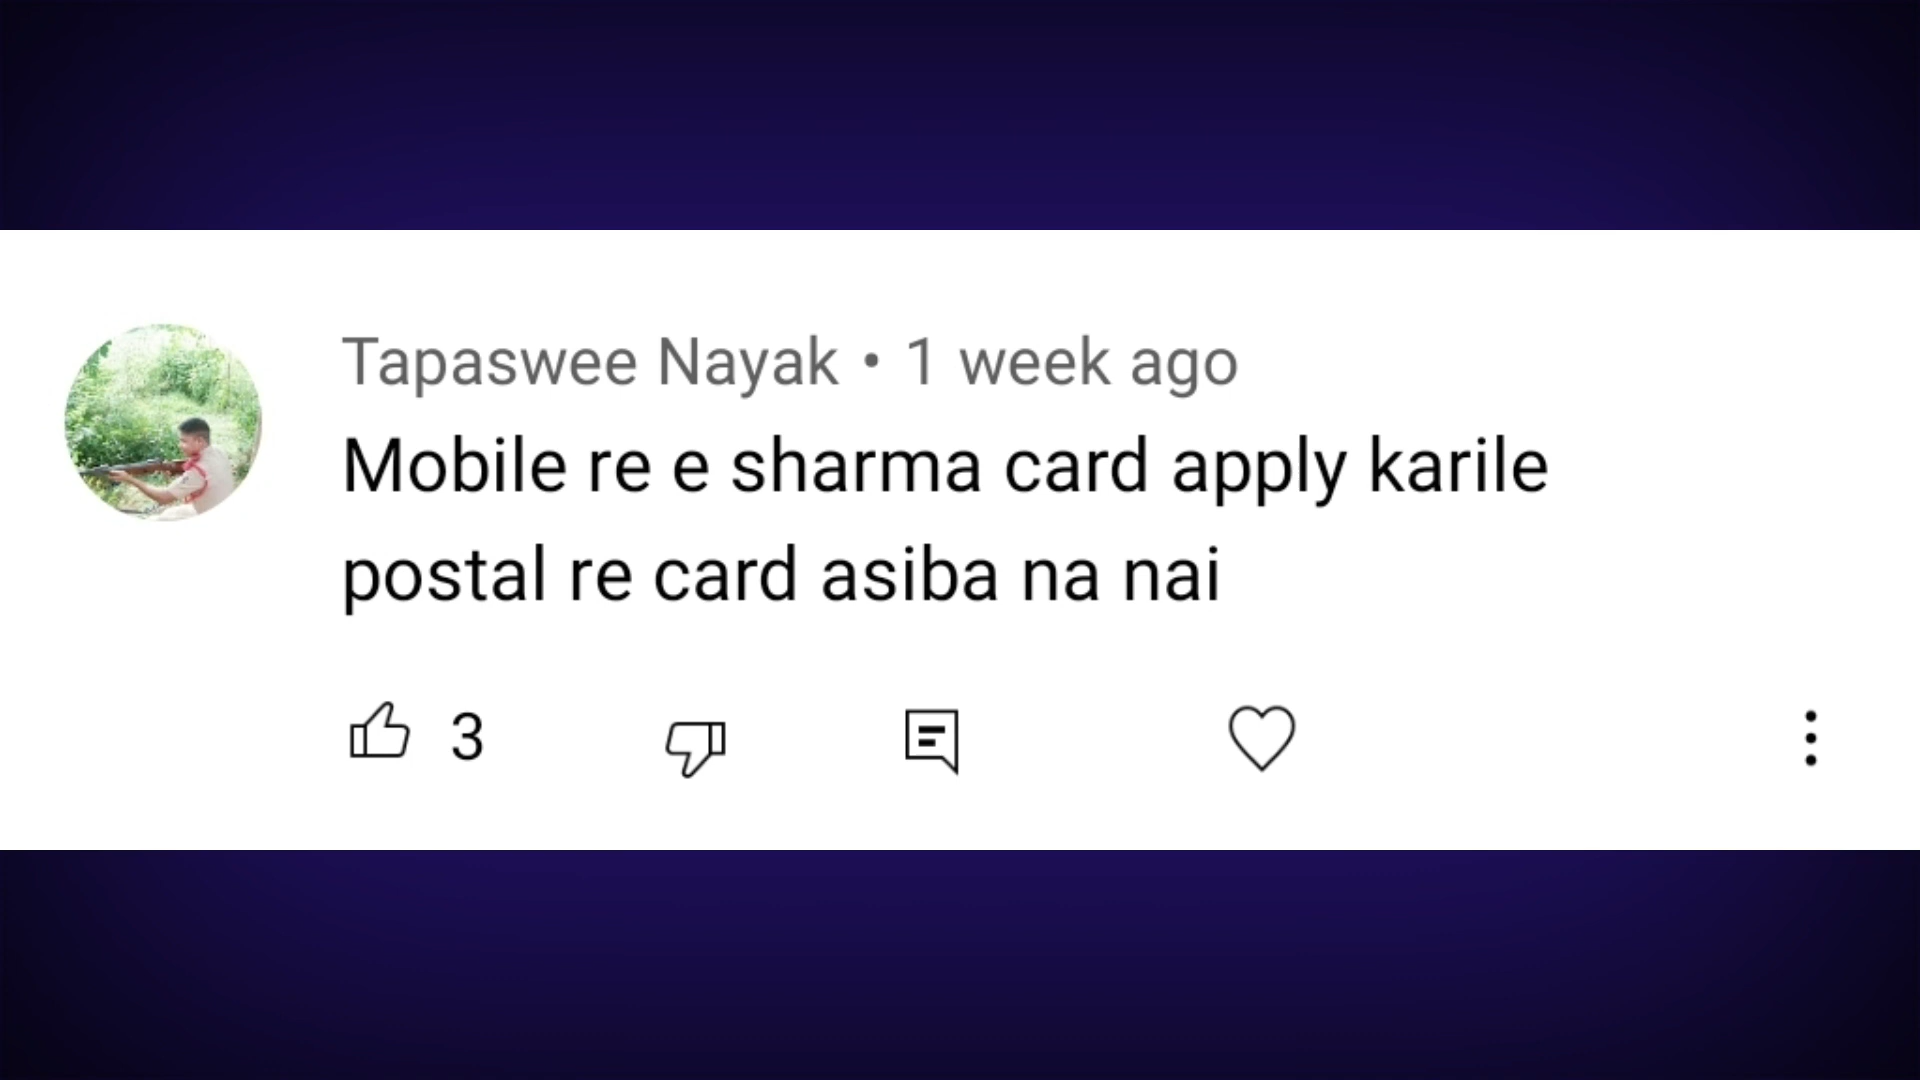 Tapaswee Nayak • 1 week ago
Mobile re e sharma card apply karile
postal re card asiba na nai
3